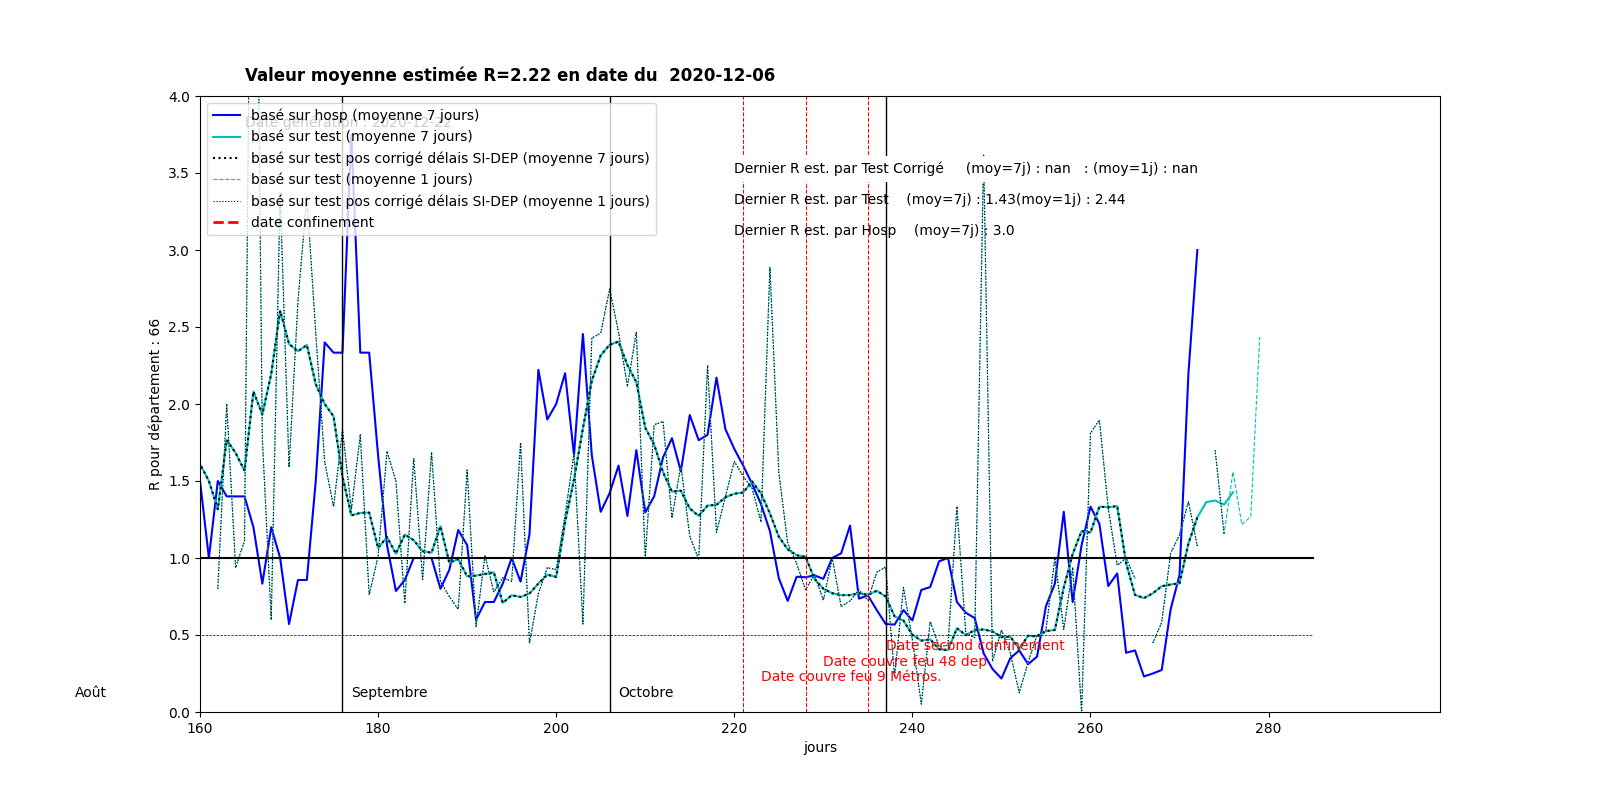 Valeur moyenne estimée R=2.22 en date du  2020-12-06
4.0
3.5
3.0
2.5
2.0
1.5
1.0
0.5
0.0
R pour département : 66
Date génération : 2020-12-22
basé sur hosp (moyenne 7 jours)
basé sur test (moyenne 7 jours)
basé sur test pos corrigé délais SI-DEP (moyenne 7 jours)
basé sur test (moyenne 1 jours)
basé sur test pos corrigé délais SI-DEP (moyenne 1 jours)
date confinement
Dernier R est. par Test Corrigé     (moy=7j) : nan   : (moy=1j) : nan
Dernier R est. par Test    (moy=7j) : 1.43(moy=1j) : 2.44
Dernier R est. par Hosp    (moy=7j) : 3.0
Date second confinement
Date couvre feu 48 dep.
Date couvre feu 9 Métros.
Août
Septembre
Octobre
160 180 200 220 240 260 280
jours